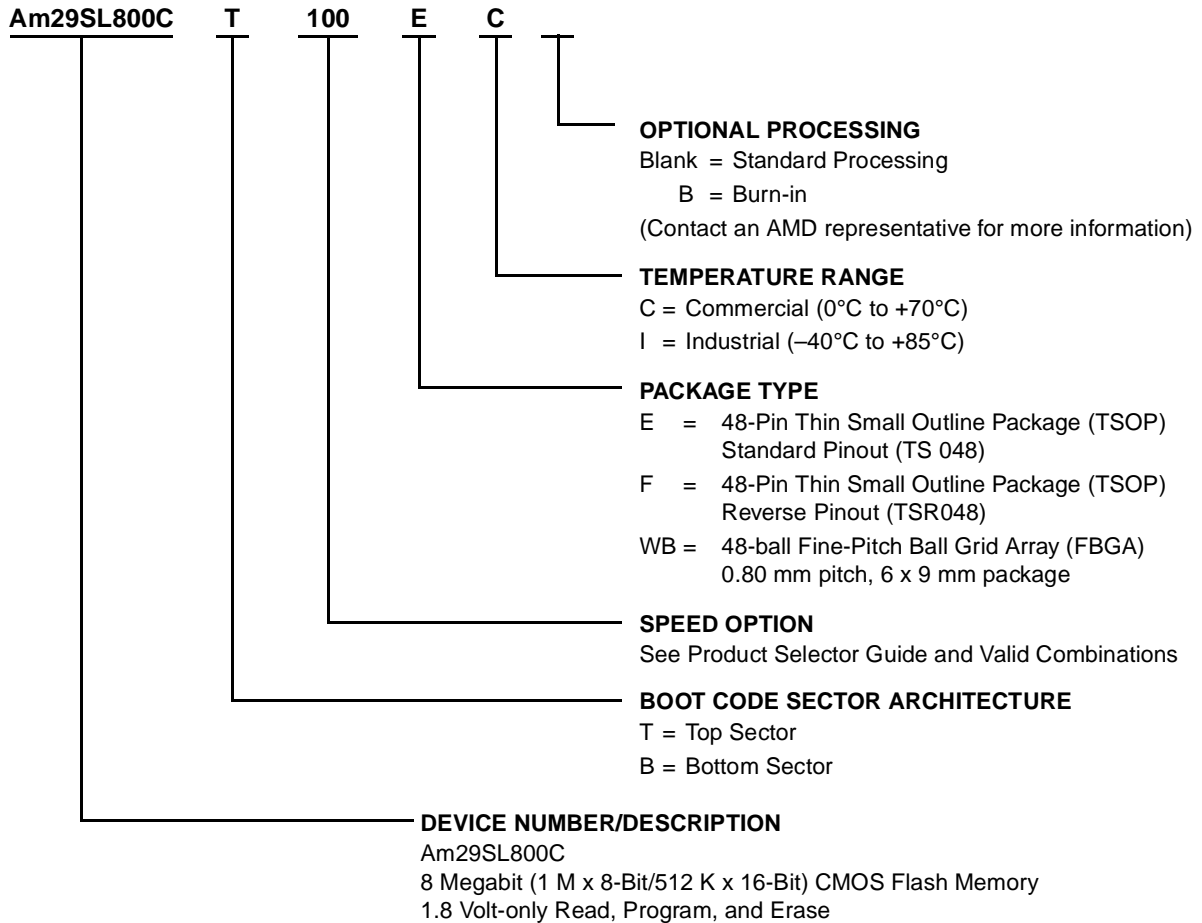 Am29SL800C T 100 E C
OPTIONAL PROCESSING
Blank = Standard Processing
B = Burn-in
(Contact an AMD representative for more information)
TEMPERATURE RANGE
C = Commercial (0°C to +70°C)
I = Industrial (–40°C to +85°C)
PACKAGE TYPE
E = 48-Pin Thin Small Outline Package (TSOP)
Standard Pinout (TS 048)
F = 48-Pin Thin Small Outline Package (TSOP)
Reverse Pinout (TSR048)
WB = 48-ball Fine-Pitch Ball Grid Array (FBGA)
0.80 mm pitch, 6 x 9 mm package
SPEED OPTION
See Product Selector Guide and Valid Combinations
BOOT CODE SECTOR ARCHITECTURE
T = Top Sector
B = Bottom Sector
DEVICE NUMBER/DESCRIPTION
Am29SL800C
8 Megabit (1 M x 8-Bit/512 K x 16-Bit) CMOS Flash Memory
1.8 Volt-only Read, Program, and Erase